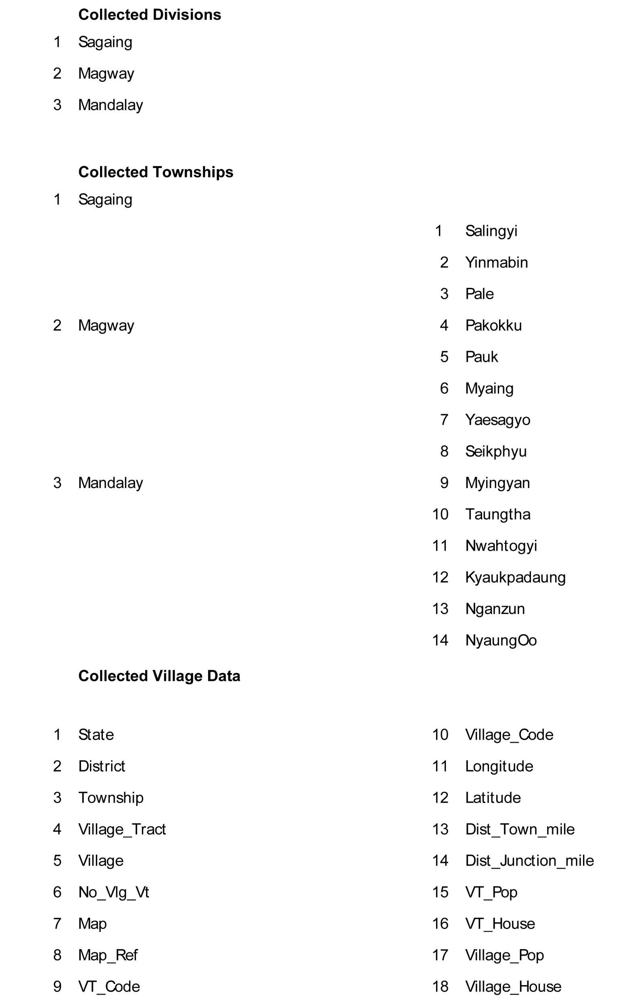 Collected Divisions
1 Sagaing
2 Magway
3 Mandalay
Collected Townships
1 Sagaing
1 Salingyi
2 Yinmabin
3 Pale
2 Magway 4 Pakokku
5 Pauk
6 Myaing
7 Yaesagyo
8 Seikphyu
3 Mandalay 9 Myingyan
10 Taungtha
11 Nwahtogyi
12 Kyaukpadaung
13 Nganzun
14 NyaungOo
Collected Village Data
1 State 10 Village_Code
2 District 11 Longitude
3 Township 12 Latitude
4 Village_Tract 13 Dist_Town_mile
5 Village 14 Dist_Junction_mile
6 No_Vlg_Vt 15 VT_Pop
7 Map 16 VT_House
8 Map_Ref 17 Village_Pop
9 VT_Code 18 Village_House